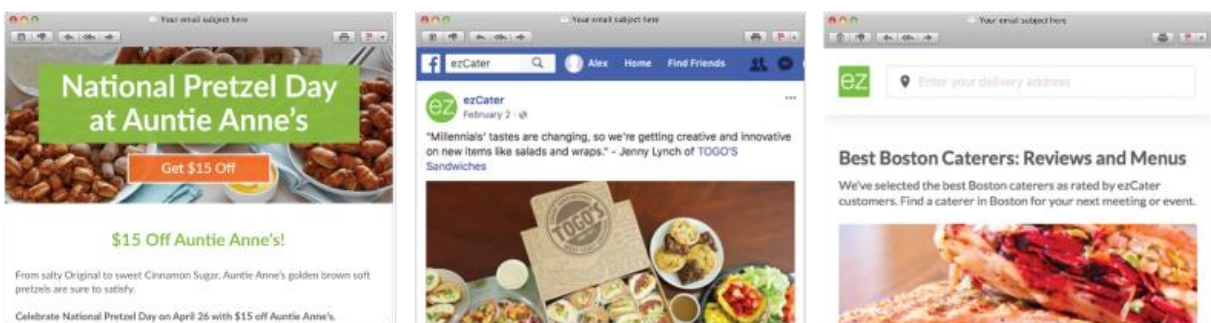 Your email subject here
National Pretzel Day
at Auntie Anne's
Get $15 Off
$15 Off Auntie Anne's!
From salty Original to sweet Cinnamon Sugar, Auntie Anne's golden brown soft
pretzels are sure to satisfy.
Celebrate National Pretzel Day on April 26 with $15 off Auntie Anne's.
Your email subject here
f ezCater Alex Home Find Friends
ez ezCater
February 2
"Millennials' tastes are changing, so we're getting creative and innovative
on new items like salads and wraps." - Jenny Lynch of TOGO'S
Sandwiches
TOGO'S
Your email subject here
ez Enter your delivery address
Best Boston Caterers: Reviews and Menus
We've selected the best Boston caterers as rated by ezCater
customers. Find a caterer in Boston for your next meeting or event.